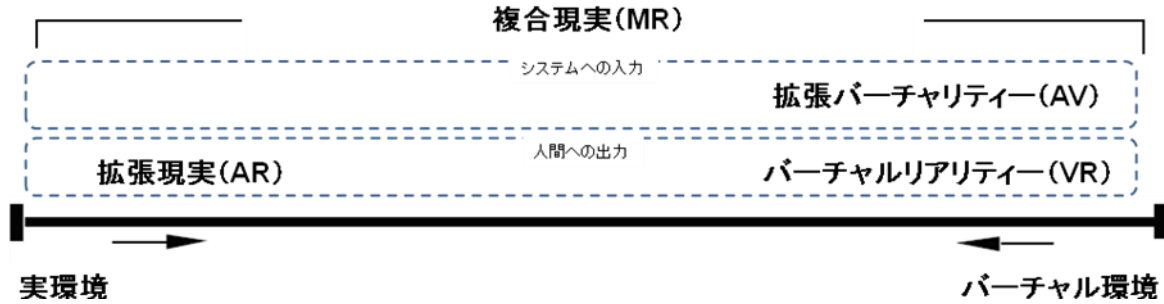 複合現実(MR)
システムへの入力
拡張バーチャリティー(AV)
人間への出力
拡張現実(AR)
バーチャルリアリティー(VR)
実環境
バーチャル環境